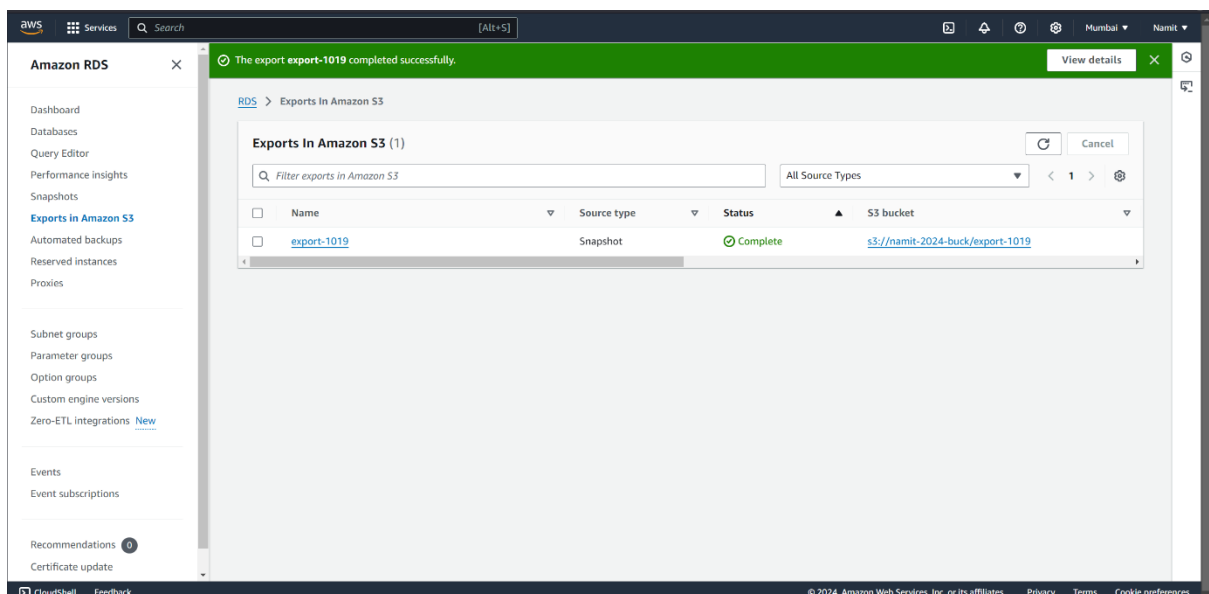 aws Services Search [Alt+S] Mumbai ▼ Namit ▼
Amazon RDS
Dashboard
Databases
Query Editor
Performance insights
Snapshots
Exports in Amazon S3
Automated backups
Reserved instances
Proxies
Subnet groups
Parameter groups
Option groups
Custom engine versions
Zero-ETL integrations New
Events
Event subscriptions
Recommendations 0
Certificate update
The export export-1019 completed successfully. View details
RDS > Exports In Amazon S3
Exports In Amazon S3 (1) Cancel
Filter exports in Amazon S3 All Source Types < 1 >
Name Source type Status S3 bucket
export-1019 Snapshot Complete s3://namit-2024-buck/export-1019
CloudShell Feedback © 2024, Amazon Web Services, Inc. or its affiliates. Privacy Terms Cookie preferences